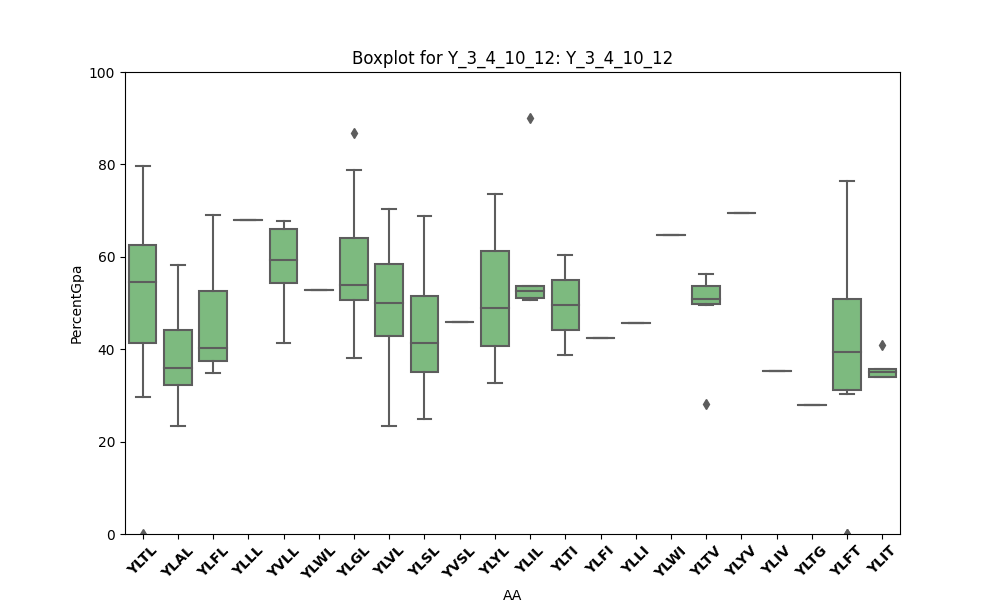 Boxplot for Y_3_4_10_12: Y_3_4_10_12
100
80
60
40
20
0
PercentGpa
YLTL YLAL YLFL YLLL YVLL YLWL YLGL YLVL YLSL YVSL YLYL YLIL YLTI YLFI YLLI YLWI YLTV YLYV YLIV YLTG YLFT YLIT
AA